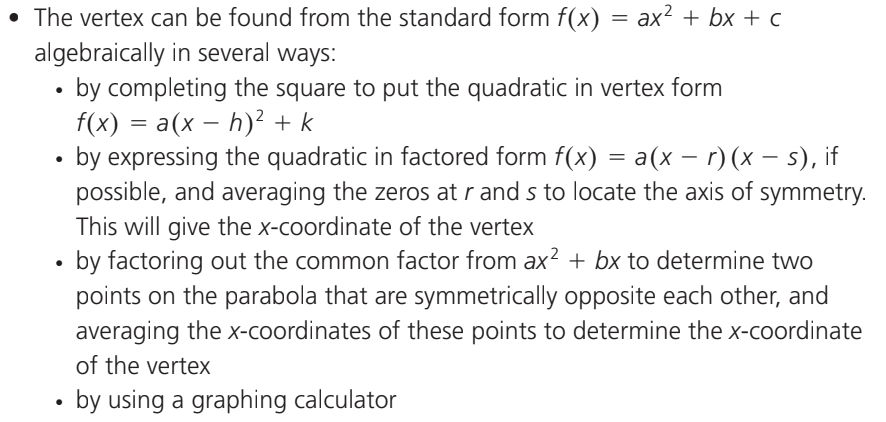 • The vertex can be found from the standard form f(x) = ax² + bx + c
algebraically in several ways:
• by completing the square to put the quadratic in vertex form
f(x) = a(x − h)² + k
• by expressing the quadratic in factored form f(x) = a(x − r)(x − s), if
possible, and averaging the zeros at r and s to locate the axis of symmetry.
This will give the x-coordinate of the vertex
• by factoring out the common factor from ax² + bx to determine two
points on the parabola that are symmetrically opposite each other, and
averaging the x-coordinates of these points to determine the x-coordinate
of the vertex
• by using a graphing calculator